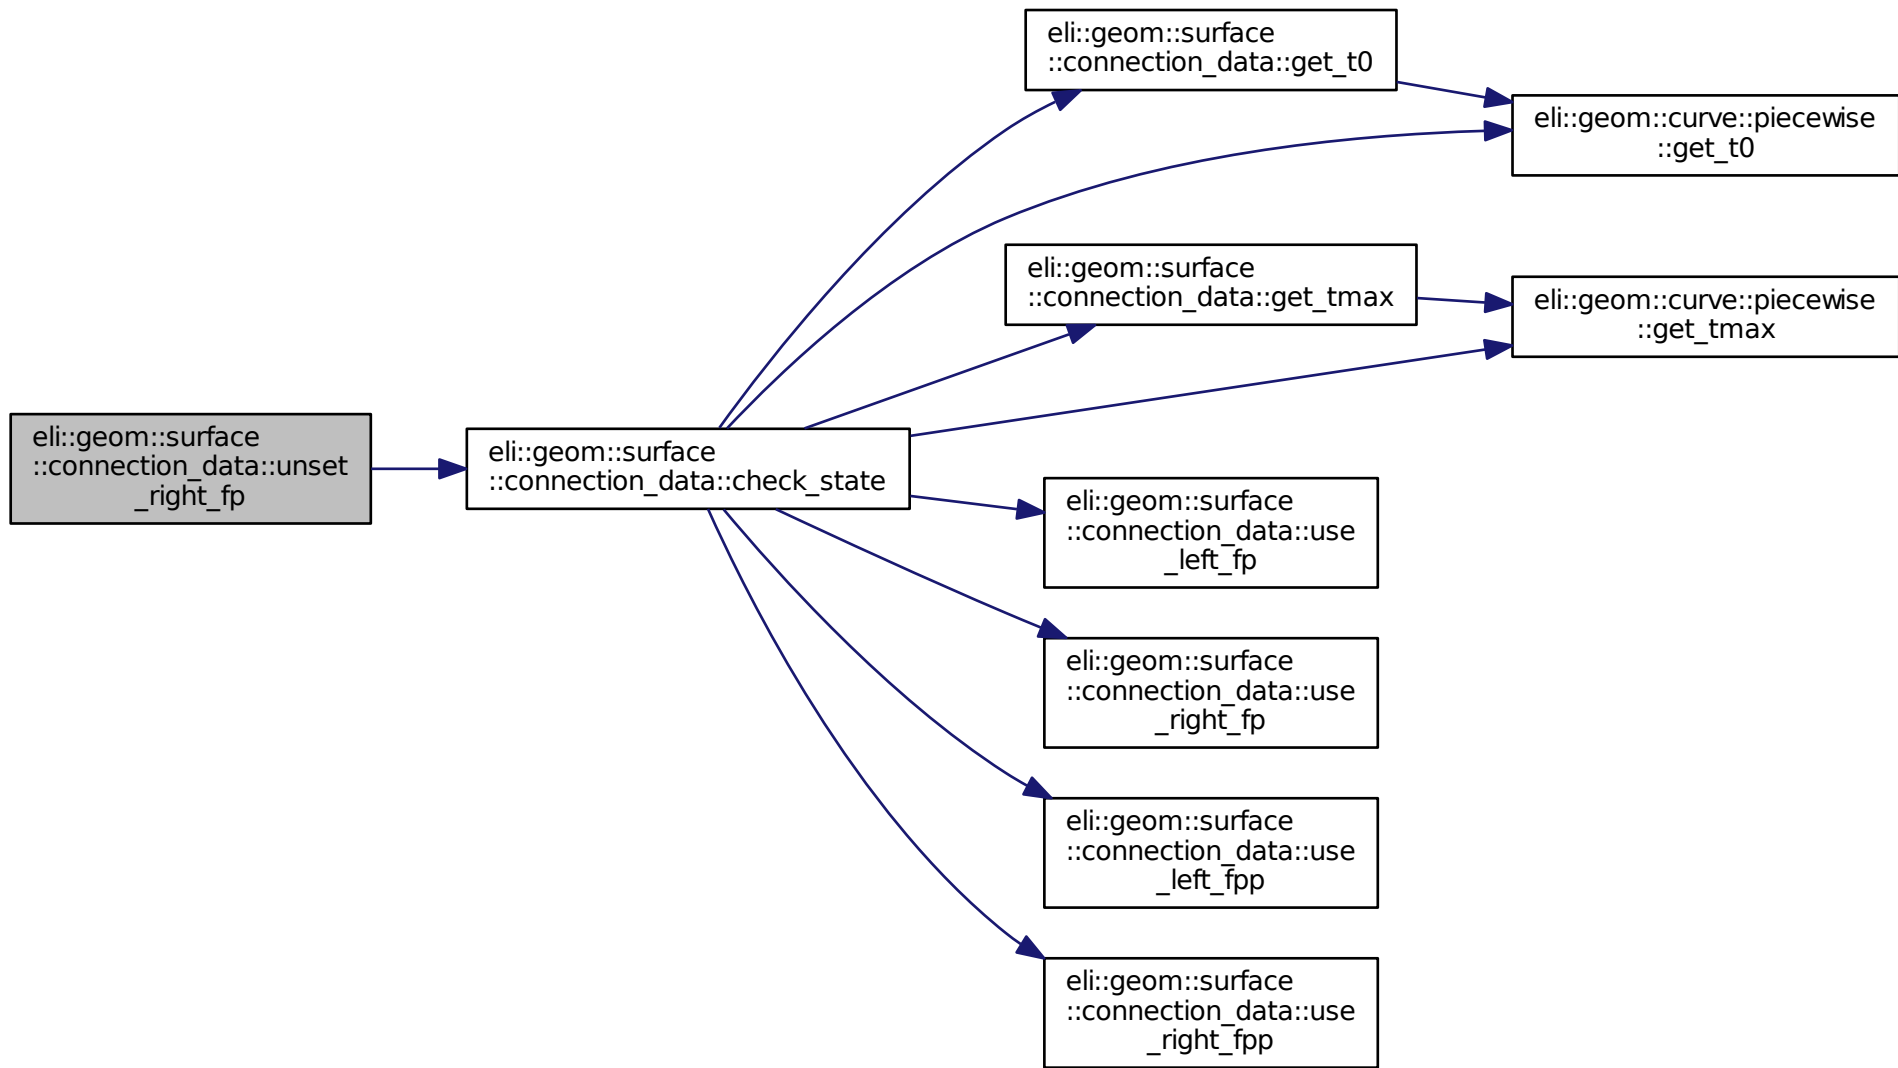 eli::geom::surface
::connection_data::get_t0
eli::geom::curve::piecewise
::get_t0
eli::geom::surface
::connection_data::get_tmax
eli::geom::curve::piecewise
::get_tmax
eli::geom::surface
::connection_data::unset
_right_fp
eli::geom::surface
::connection_data::check_state
eli::geom::surface
::connection_data::use
_left_fp
eli::geom::surface
::connection_data::use
_right_fp
eli::geom::surface
::connection_data::use
_left_fpp
eli::geom::surface
::connection_data::use
_right_fpp